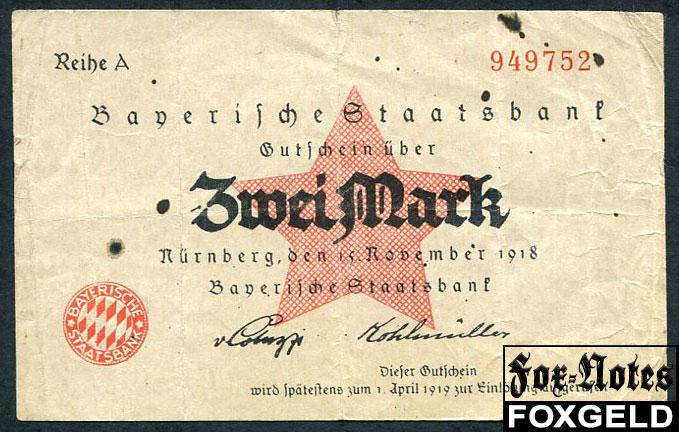 Reihe A
949752
Bayerische Staatsbank
Gutschein über
Zwei Mark
Nürnberg, den 15. November 1918
Bayerische Staatsbank
BAYERISCHE STAATSBANK
Kohlmüller
Dieser Gutschein
wird spätestens zum 1. April 1919 zur Einlösung aufgerufen
Fox-Notes
FOXGELD